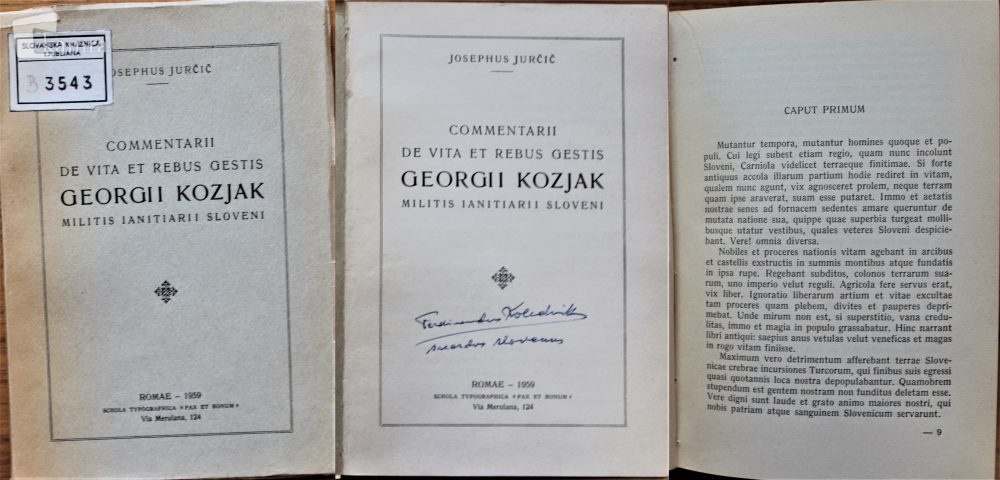 SLOVANSKA KNJIŽNICA
LJUBLJANA
B 3543
JOSEPHUS JURČIČ
COMMENTARII
DE VITA ET REBUS GESTIS
GEORGII KOZJAK
MILITIS IANITIARII SLOVENI
ROMAE – 1959
SCHOLA TYPOGRAPHICA «PAX ET BONUM»
Via Merulana, 124
JOSEPHUS JURČIČ
COMMENTARII
DE VITA ET REBUS GESTIS
GEORGII KOZJAK
MILITIS IANITIARII SLOVENI
Ferdinandus Kolednik
slovenus
ROMAE – 1959
SCHOLA TYPOGRAPHICA «PAX ET BONUM»
Via Merulana, 124
CAPUT PRIMUM
Mutantur tempora, mutantur homines quoque et po-
puli. Cui legi subest etiam regio, quam nunc incolunt
Sloveni, Carniola videlicet terraeque finitimae. Si forte
antiquus accola illarum partium hodie rediret in vitam,
qualem nunc agunt, vix agnosceret prolem, neque terram
quam ipse araverat, suam esse putaret. Immo et aetatis
nostrae senes ad fornacem sedentes amare queruntur de
mutata natione sua, quippe quae superbia turgeat molli-
busque utatur vestibus, quales veteres Sloveni despicie-
bant. Vere! omnia diversa.
Nobiles et proceres nationis vitam agebant in arcibus
et castellis exstructis in summis montibus atque fundatis
in ipsa rupe. Regebant subditos, colonos terrarum sua-
rum, uno imperio velut reguli. Agricola fere servus erat,
vix liber. Ignoratio liberarum artium et vitae excultae
tam proceres quam plebem, divites et pauperes deprimebat. Unde mirum non est, si superstitio, vana credu-
litas, immo et magia in populo grassabatur. Hinc narrant
libri antiqui: saepius anus vetulas velut veneficas et magas
in rogo vitam finiisse.
Maximum vero detrimentum afferebant terrae Slove-
nicae crebrae incursiones Turcorum, qui finibus suis egressi
quasi quotannis loca nostra depopulabantur. Quamobrem
stupendum est gentem nostram non funditus deletam esse.
Vere digni sunt laude et grato animo maiores nostri, qui
nobis patriam atque sanguinem Slovenicum servarunt.
— 9